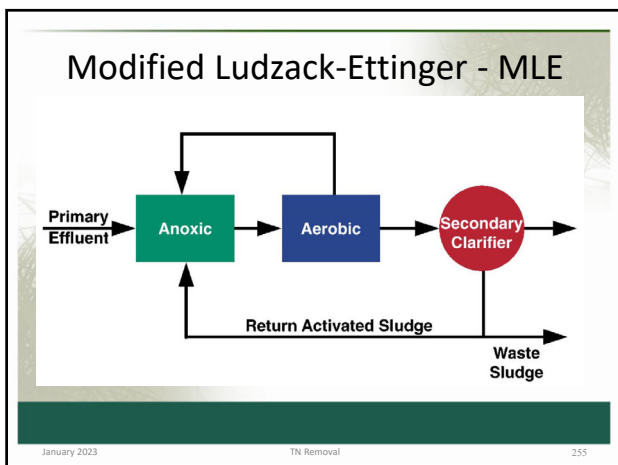 Modified Ludzack-Ettinger - MLE
Primary
Effluent
Anoxic
Aerobic
Secondary
Clarifier
Return Activated Sludge
Waste
Sludge
January 2023
TN Removal
255